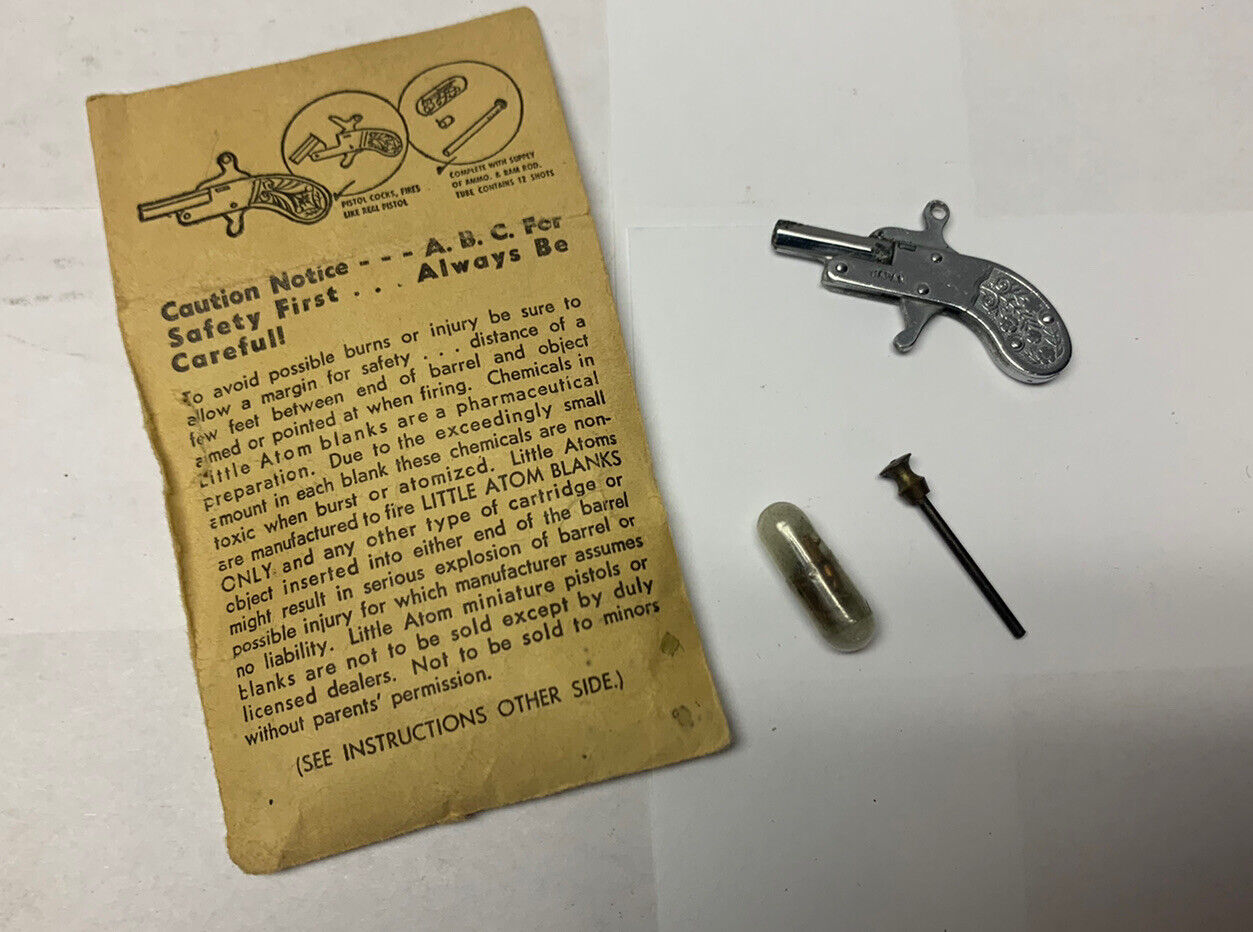 PISTOL COCKS, FIRES
LIKE REAL PISTOL
COMPLETE WITH SUPPLY
OF AMMO. & RAM ROD.
TUBE CONTAINS 12 SHOTS
Caution Notice - - - A. B. C. For
Safety First . . . Always Be
Careful!
To avoid possible burns or injury be sure to
allow a margin for safety . . . distance of a
few feet between end of barrel and object
aimed or pointed at when firing. Chemicals in
Little Atom blanks are a pharmaceutical
preparation. Due to the exceedingly small
amount in each blank these chemicals are non-
toxic when burst or atomized. Little Atoms
are manufactured to fire LITTLE ATOM BLANKS
ONLY and any other type of cartridge or
object inserted into either end of the barrel
might result in serious explosion of barrel or
possible injury for which manufacturer assumes
no liability. Little Atom miniature pistols or
blanks are not to be sold except by duly
licensed dealers. Not to be sold to minors
without parents' permission.
(SEE INSTRUCTIONS OTHER SIDE.)